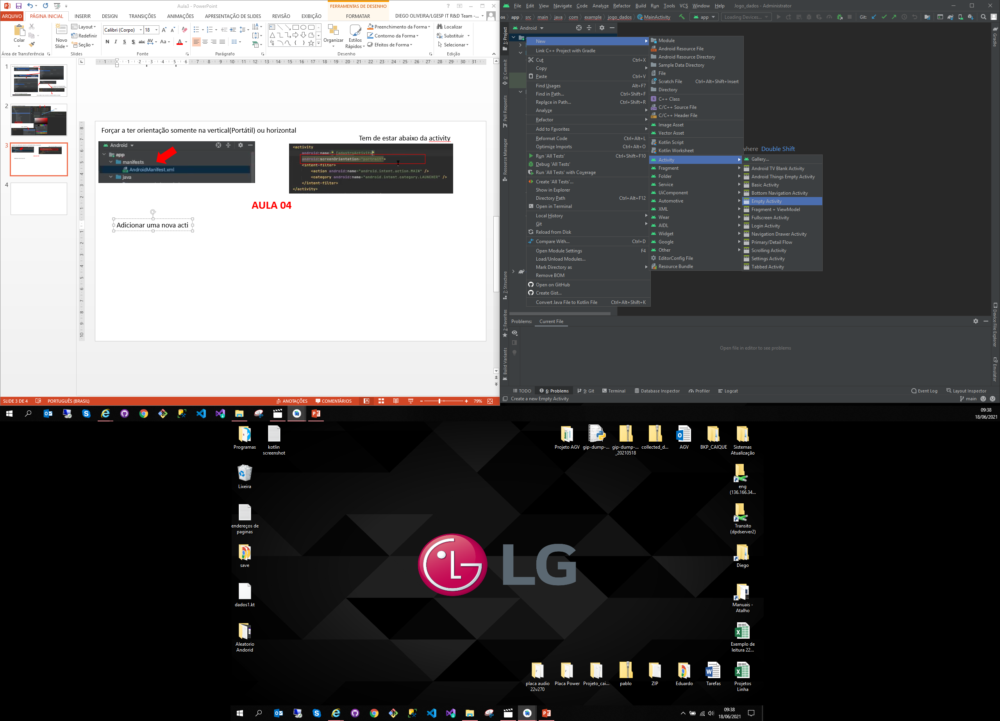 Aula3 - PowerPoint
FERRAMENTAS DE DESENHO
ARQUIVO
PÁGINA INICIAL
INSERIR
DESIGN
TRANSIÇÕES
ANIMAÇÕES
APRESENTAÇÃO DE SLIDES
REVISÃO
EXIBIÇÃO
FORMATAR
DIEGO OLIVEIRA/LGESP IT R&D Team -...
Colar
Novo
Slide
Layout
Redefinir
Seção
Calibri (Corpo)
18
Organizar
Estilos
Rápidos
Preenchimento da Forma
Contorno da Forma
Efeitos de Forma
Localizar
Substituir
Selecionar
Área de Transferência
Slides
Fonte
Parágrafo
Desenho
Edição
1
2
3
4
Forçar a ter orientação somente na vertical(Portátil) ou horizontal
Tem de estar abaixo da activity
Android
app
manifests
AndroidManifest.xml
java
<activity
android:name=".CadastroActivity"
android:screenOrientation="portrait">
<intent-filter>
<action android:name="android.intent.action.MAIN" />
<category android:name="android.intent.category.LAUNCHER" />
</intent-filter>
</activity>
AULA 04
Adicionar uma nova acti
SLIDE 3 DE 4
PORTUGUÊS (BRASIL)
ANOTAÇÕES
COMENTÁRIOS
79%
File Edit View Navigate Code Analyze Refactor Build Run Tools VCS Window Help
Jogo_dados - Administrator
os app src main java com example jogo_dados MainActivity
app
Loading Devices...
Git:
Android
1: Project
0: Commit
Pull Requests
Resource Manager
7: Structure
2: Favorites
Build Variants
Gradle
Device File Explorer
Emulator
New
Link C++ Project with Gradle
Cut Ctrl+X
Copy
Paste Ctrl+V
Find Usages Alt+F7
Find in Path... Ctrl+Shift+F
Replace in Path... Ctrl+Shift+R
Analyze
Refactor
Add to Favorites
Reformat Code Ctrl+Alt+L
Optimize Imports Ctrl+Alt+O
Run 'All Tests' Ctrl+Shift+F10
Debug 'All Tests'
Run 'All Tests' with Coverage
Create 'All Tests'...
Show in Explorer
Directory Path Ctrl+Alt+F12
Open in Terminal
Local History
Git
Reload from Disk
Compare With... Ctrl+D
Open Module Settings F4
Load/Unload Modules...
Mark Directory as
Remove BOM
Open on GitHub
Create Gist...
Convert Java File to Kotlin File Ctrl+Alt+Shift+K
Module
Android Resource File
Android Resource Directory
Sample Data Directory
File
Scratch File Ctrl+Alt+Shift+Insert
Directory
C++ Class
C/C++ Source File
C/C++ Header File
Image Asset
Vector Asset
Kotlin Script
Kotlin Worksheet
Activity
Fragment
Folder
Service
UiComponent
Automotive
XML
Wear
AIDL
Widget
Google
Other
EditorConfig File
Resource Bundle
where Double Shift
Gallery...
Android TV Blank Activity
Android Things Empty Activity
Basic Activity
Bottom Navigation Activity
Empty Activity
Fragment + ViewModel
Fullscreen Activity
Login Activity
Navigation Drawer Activity
Primary/Detail Flow
Scrolling Activity
Settings Activity
Tabbed Activity
Problems: Current File
Open file in editor to see problems
TODO
6: Problems
9: Git
Terminal
Database Inspector
Profiler
Logcat
Event Log
Layout Inspector
Create a new Empty Activity
main
09:38
18/06/2021
Programas
kotlin
screenshot
Projeto AGV
gip-dump-...
gip-dump-...
_20210518
collected_d...
AGV
BKP_CAIQUE
Sistemas
Atualização
Lixeira
eng
(136.166.34...
endereços de
paginas
Transito
(dpdserver2)
save
Diego
LG
dados1.kt
Manuais -
Atalho
Aleatorio
Andorid
Exemplo de
leitura 22...
placa audio
22v270
Placa Power
Projeto_cai...
pablo
ZIP
Eduardo
Tarefas
Projetos
Linha
09:38
18/06/2021